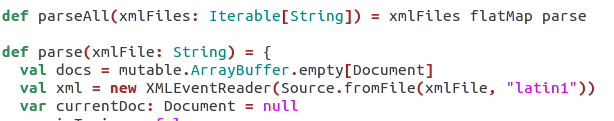 def parseAll(xmlFiles: Iterable[String]) = xmlFiles flatMap parse
def parse(xmlFile: String) = {
val docs = mutable.ArrayBuffer.empty[Document]
val xml = new XMLEventReader(Source.fromFile(xmlFile, "latin1"))
var currentDoc: Document = null